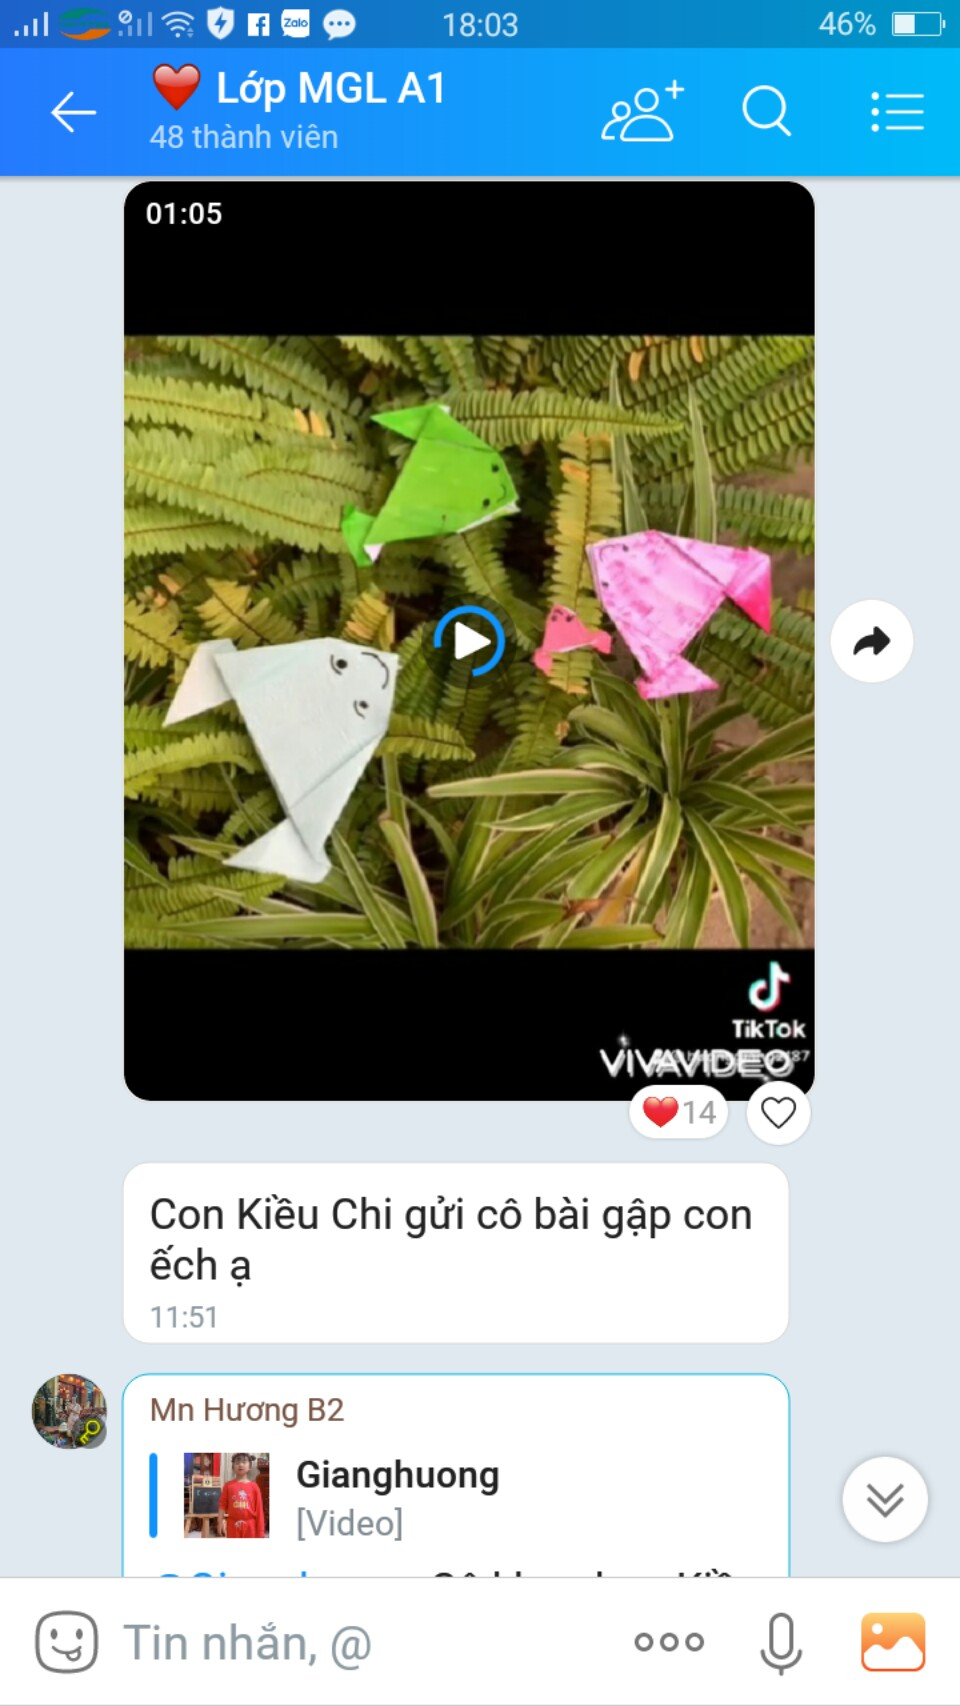 Zalo
18:03
46%
Lớp MGL A1
48 thành viên
01:05
TikTok
VIVAVIDEO
14
Con Kiều Chi gửi cô bài gập con
ếch ạ
11:51
Mn Hương B2
Gianghuong
[Video]
Tin nhắn, @